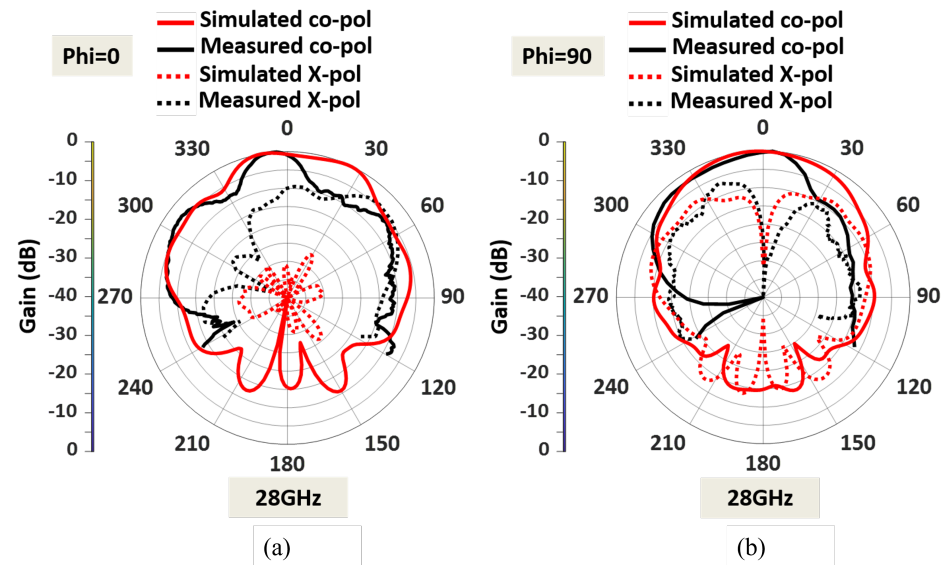 Simulated co-pol
Measured co-pol
Simulated X-pol
Measured X-pol
Phi=0
Gain (dB)
0
-10
-20
-30
-40
-30
-20
-10
0
0
30
60
90
120
150
180
210
240
270
300
330
28GHz
(a)
Simulated co-pol
Measured co-pol
Simulated X-pol
Measured X-pol
Phi=90
Gain (dB)
0
-10
-20
-30
-40
-30
-20
-10
0
0
30
60
90
120
150
180
210
240
270
300
330
28GHz
(b)